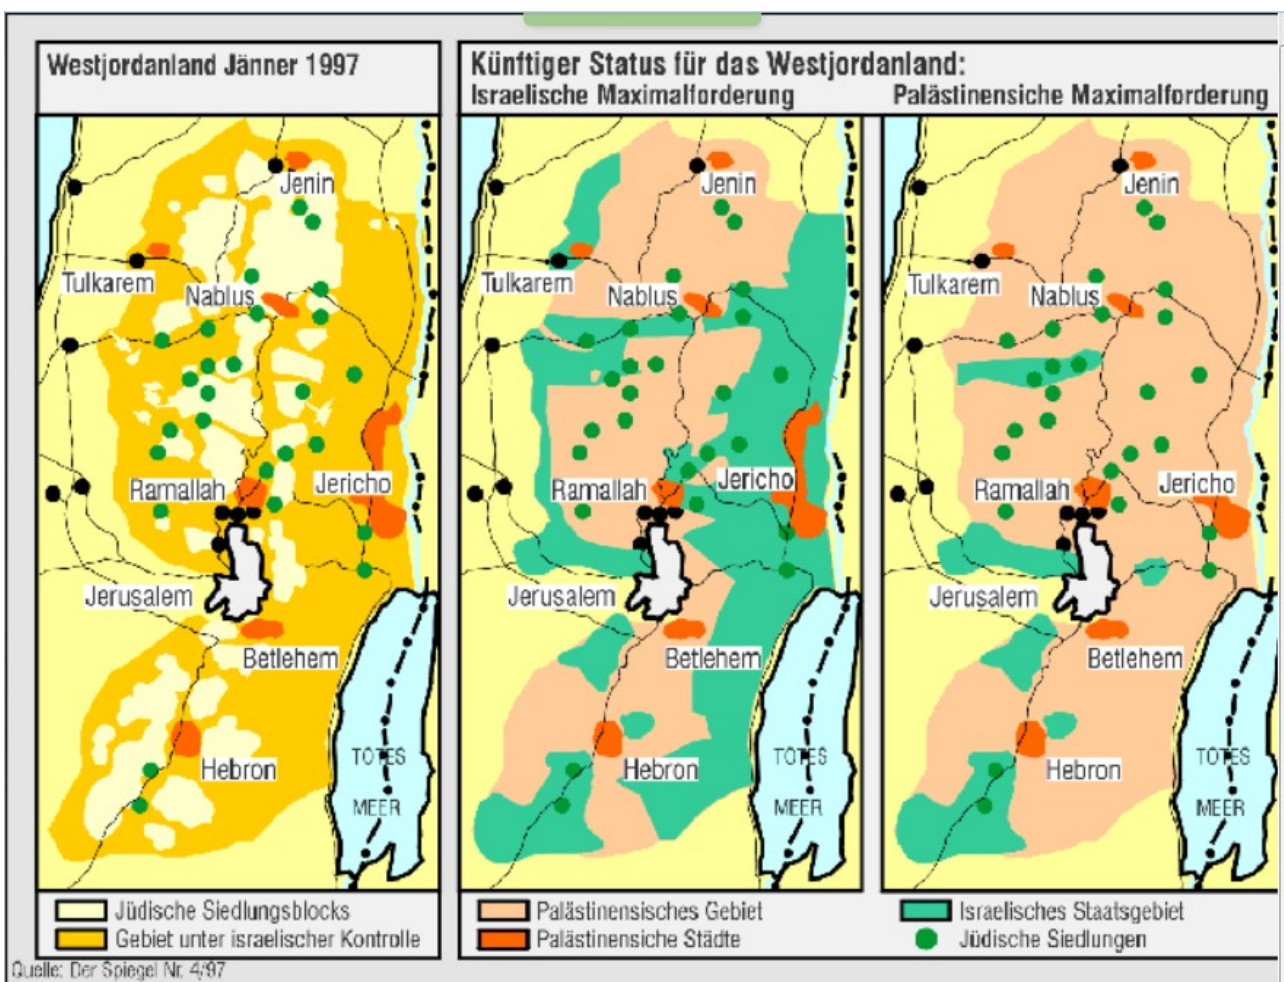 Westjordanland Jänner 1997
Künftiger Status für das Westjordanland:
Israelische Maximalforderung
Palästinensiche Maximalforderung
Jenin
Tulkarem
Nablus
Ramallah
Jericho
Jerusalem
Betlehem
Hebron
TOTES
MEER
Jenin
Tulkarem
Nablus
Ramallah
Jericho
Jerusalem
Betlehem
Hebron
TOTES
MEER
Jenin
Tulkarem
Nablus
Ramallah
Jericho
Jerusalem
Betlehem
Hebron
TOTES
MEER
Jüdische Siedlungsblocks
Gebiet unter israelischer Kontrolle
Palästinensisches Gebiet
Palästinensiche Städte
Israelisches Staatsgebiet
Jüdische Siedlungen
Quelle: Der Spiegel Nr. 4/97